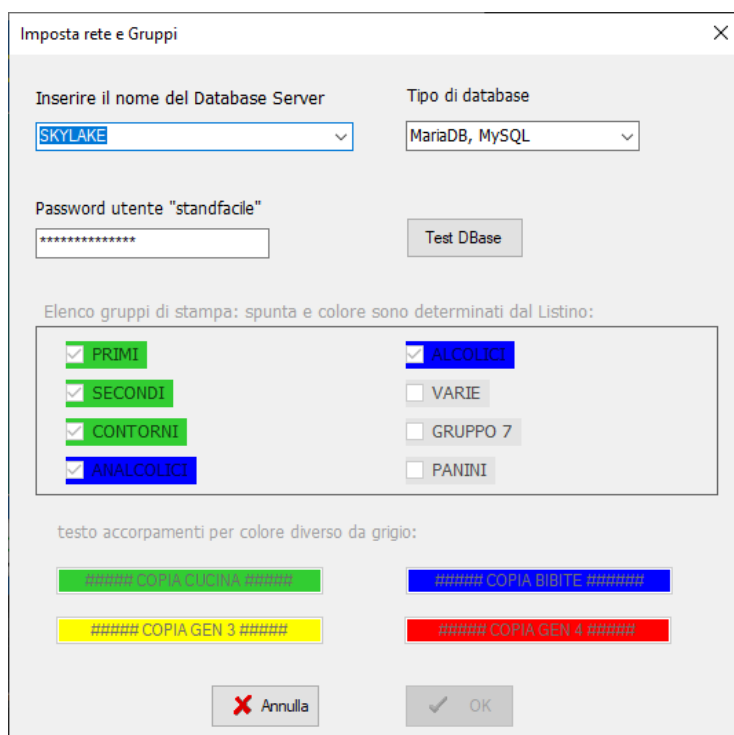 Imposta rete e Gruppi
Inserire il nome del Database Server
Tipo di database
SKYLAKE
MariaDB, MySQL
Password utente "standfacile"
**************
Test DBase
Elenco gruppi di stampa: spunta e colore sono determinati dal Listino:
PRIMI
ALCOLICI
SECONDI
VARIE
CONTORNI
GRUPPO 7
ANALCOLICI
PANINI
testo accorpamenti per colore diverso da grigio:
##### COPIA CUCINA #####
##### COPIA BIBITE ######
##### COPIA GEN 3 #####
##### COPIA GEN 4 #####
Annulla
OK